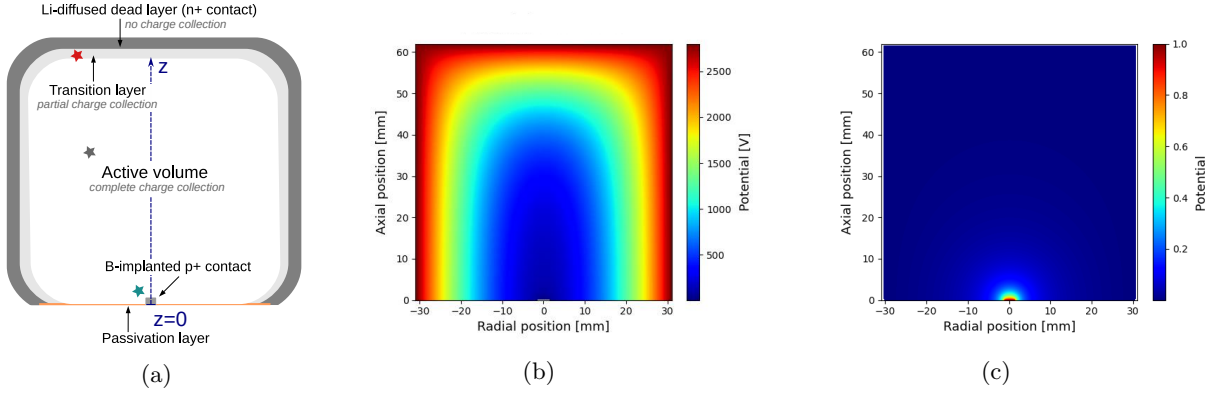 Li-diffused dead layer (n+ contact)
no charge collection
z
Transition layer
partial charge collection
Active volume
complete charge collection
B-implanted p+ contact
z=0
Passivation layer
(a)
60
50
40
30
20
10
0
Axial position [mm]
-30 -20 -10 0 10 20 30
Radial position [mm]
2500
2000
1500
1000
500
Potential [V]
(b)
60
50
40
30
20
10
0
Axial position [mm]
-30 -20 -10 0 10 20 30
Radial position [mm]
1.0
0.8
0.6
0.4
0.2
Potential
(c)